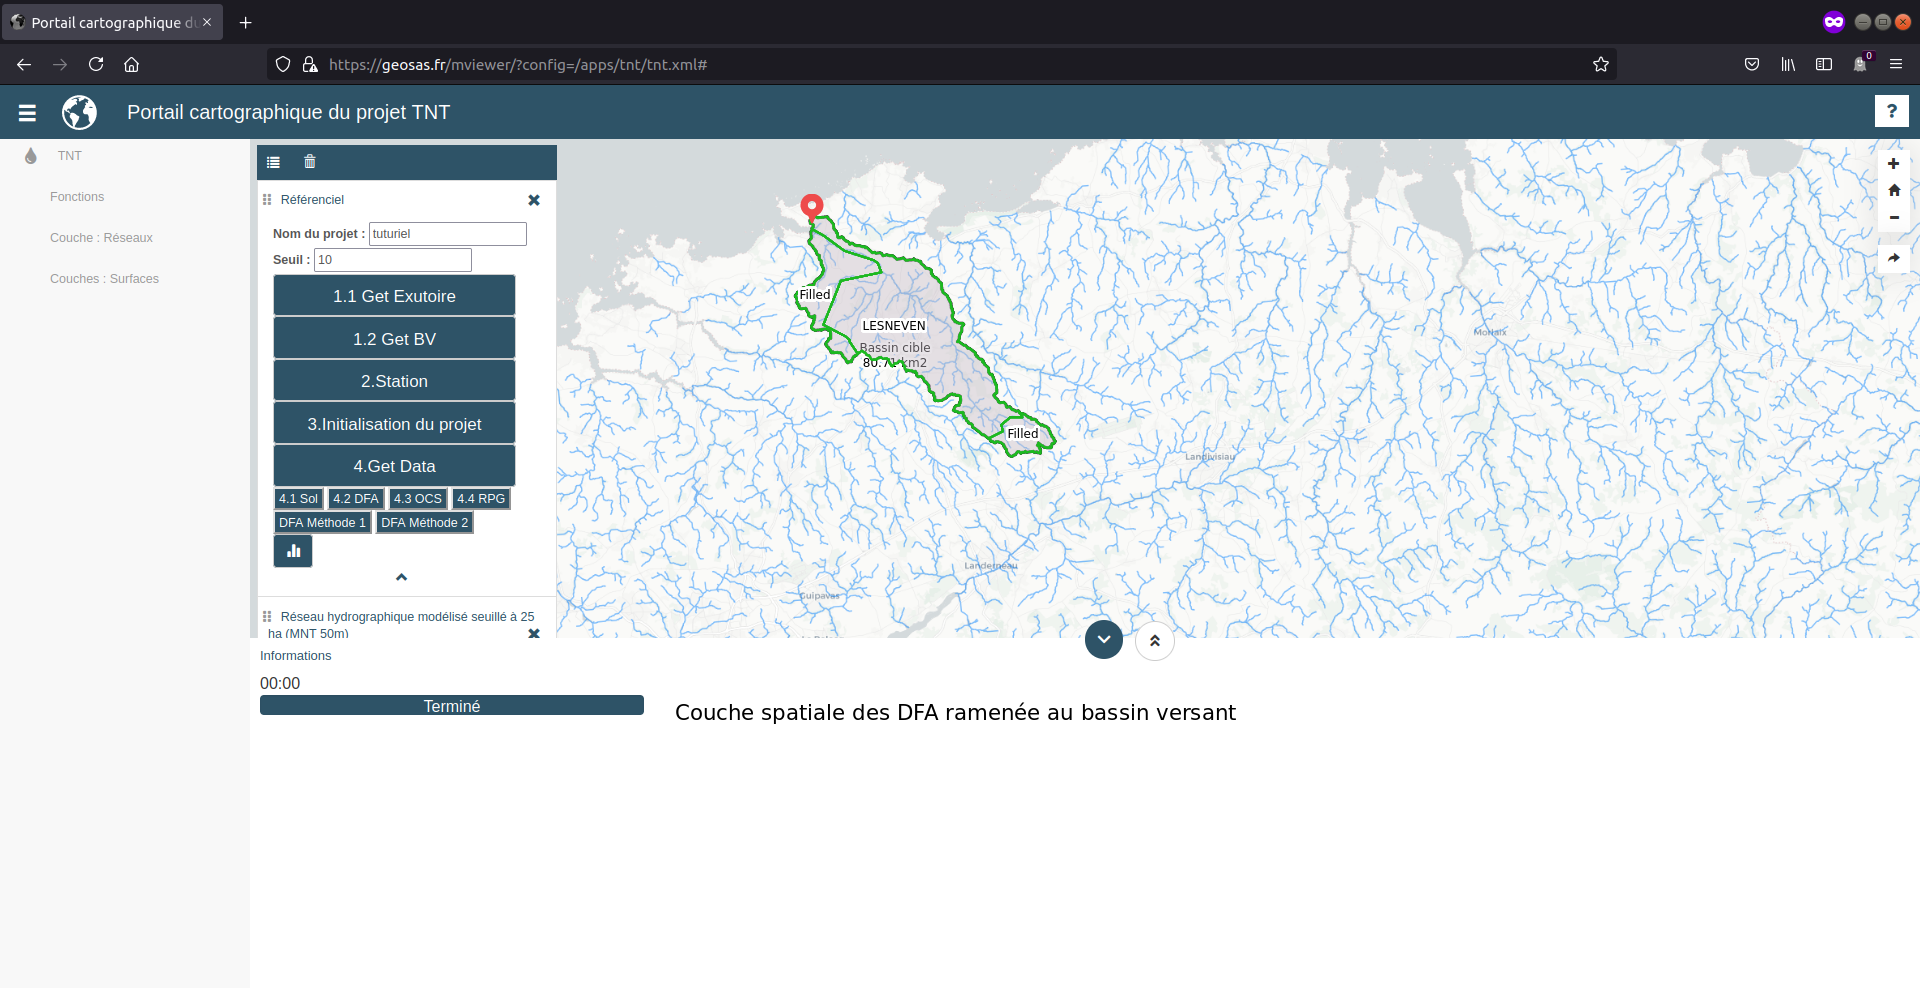 Portail cartographique du
0
https://geosas.fr/mviewer/?config=/apps/tnt/tnt.xml#
Portail cartographique du projet TNT
?
TNT
Fonctions
Couche : Réseaux
Couches : Surfaces
Référenciel
Nom du projet : tuturiel
Seuil : 10
1.1 Get Exutoire
1.2 Get BV
2.Station
3.Initialisation du projet
4.Get Data
4.1 Sol 4.2 DFA 4.3 OCS 4.4 RPG
DFA Méthode 1 DFA Méthode 2
Réseau hydrographique modélisé seuillé à 25
ha (MNT 50m)
Filled
LESNEVEN
Bassin cible
80.71 km2
Filled
Morlaix
Landivisiau
Landerneau
Guipavas
Informations
00:00
Terminé
Couche spatiale des DFA ramenée au bassin versant